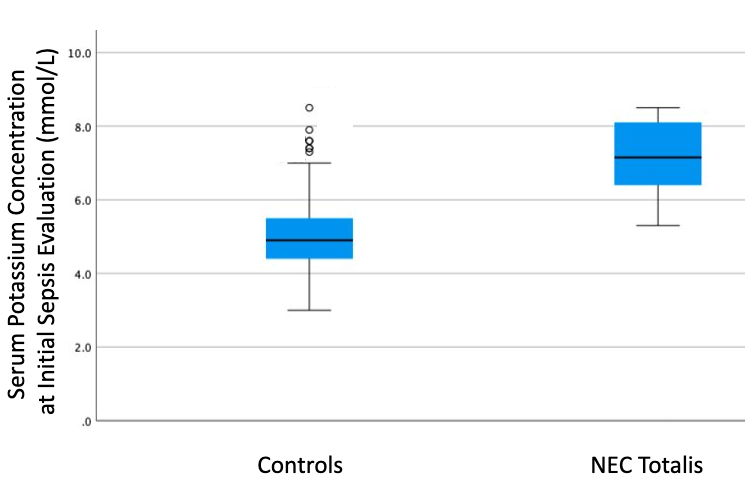 Serum Potassium Concentration
at Initial Sepsis Evaluation (mmol/L)
10.0
8.0
6.0
4.0
2.0
.0
Controls
NEC Totalis